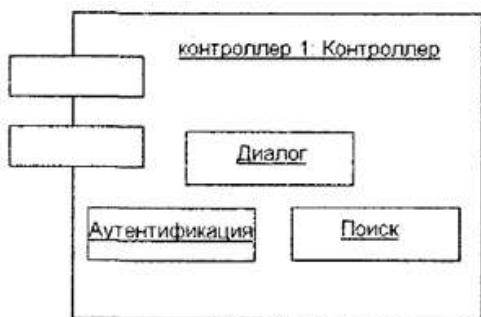 контроллер 1: Контроллер
Диалог
Аутентификация
Поиск